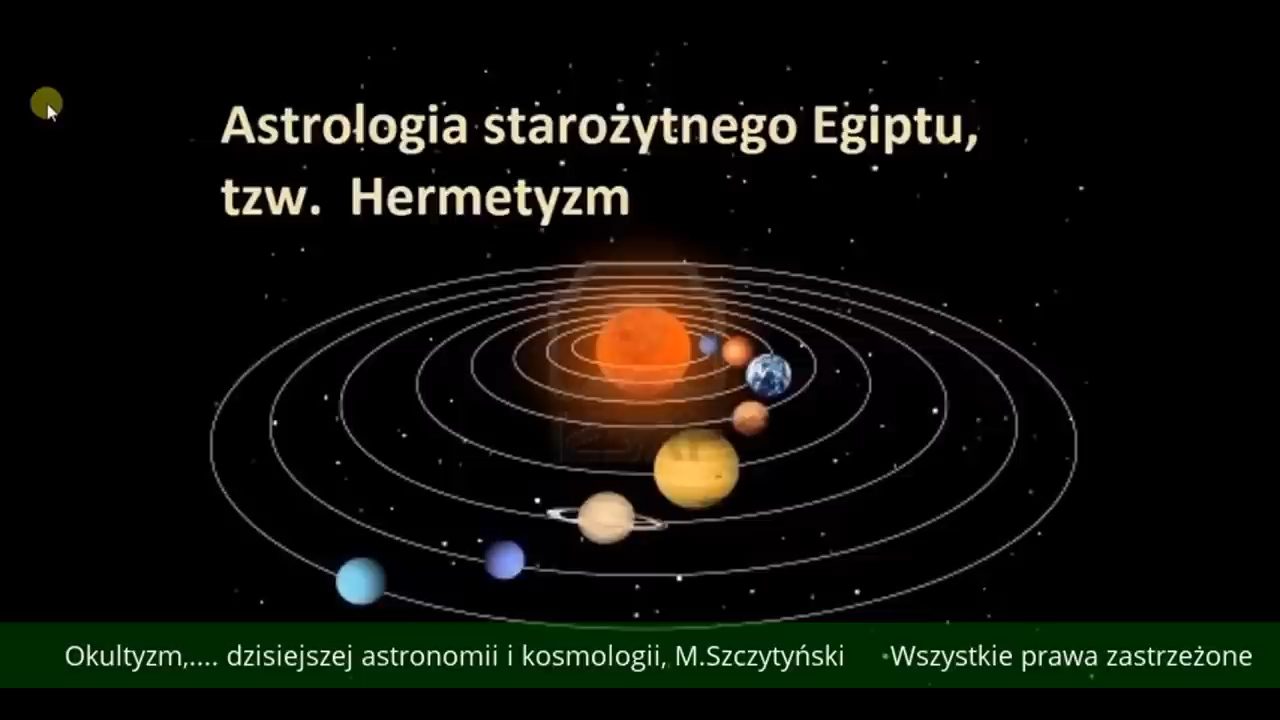 Astrologia starożytnego Egiptu,
tzw. Hermetyzm
Okultyzm,.... dzisiejszej astronomii i kosmologii, M.Szczytyński Wszystkie prawa zastrzeżone